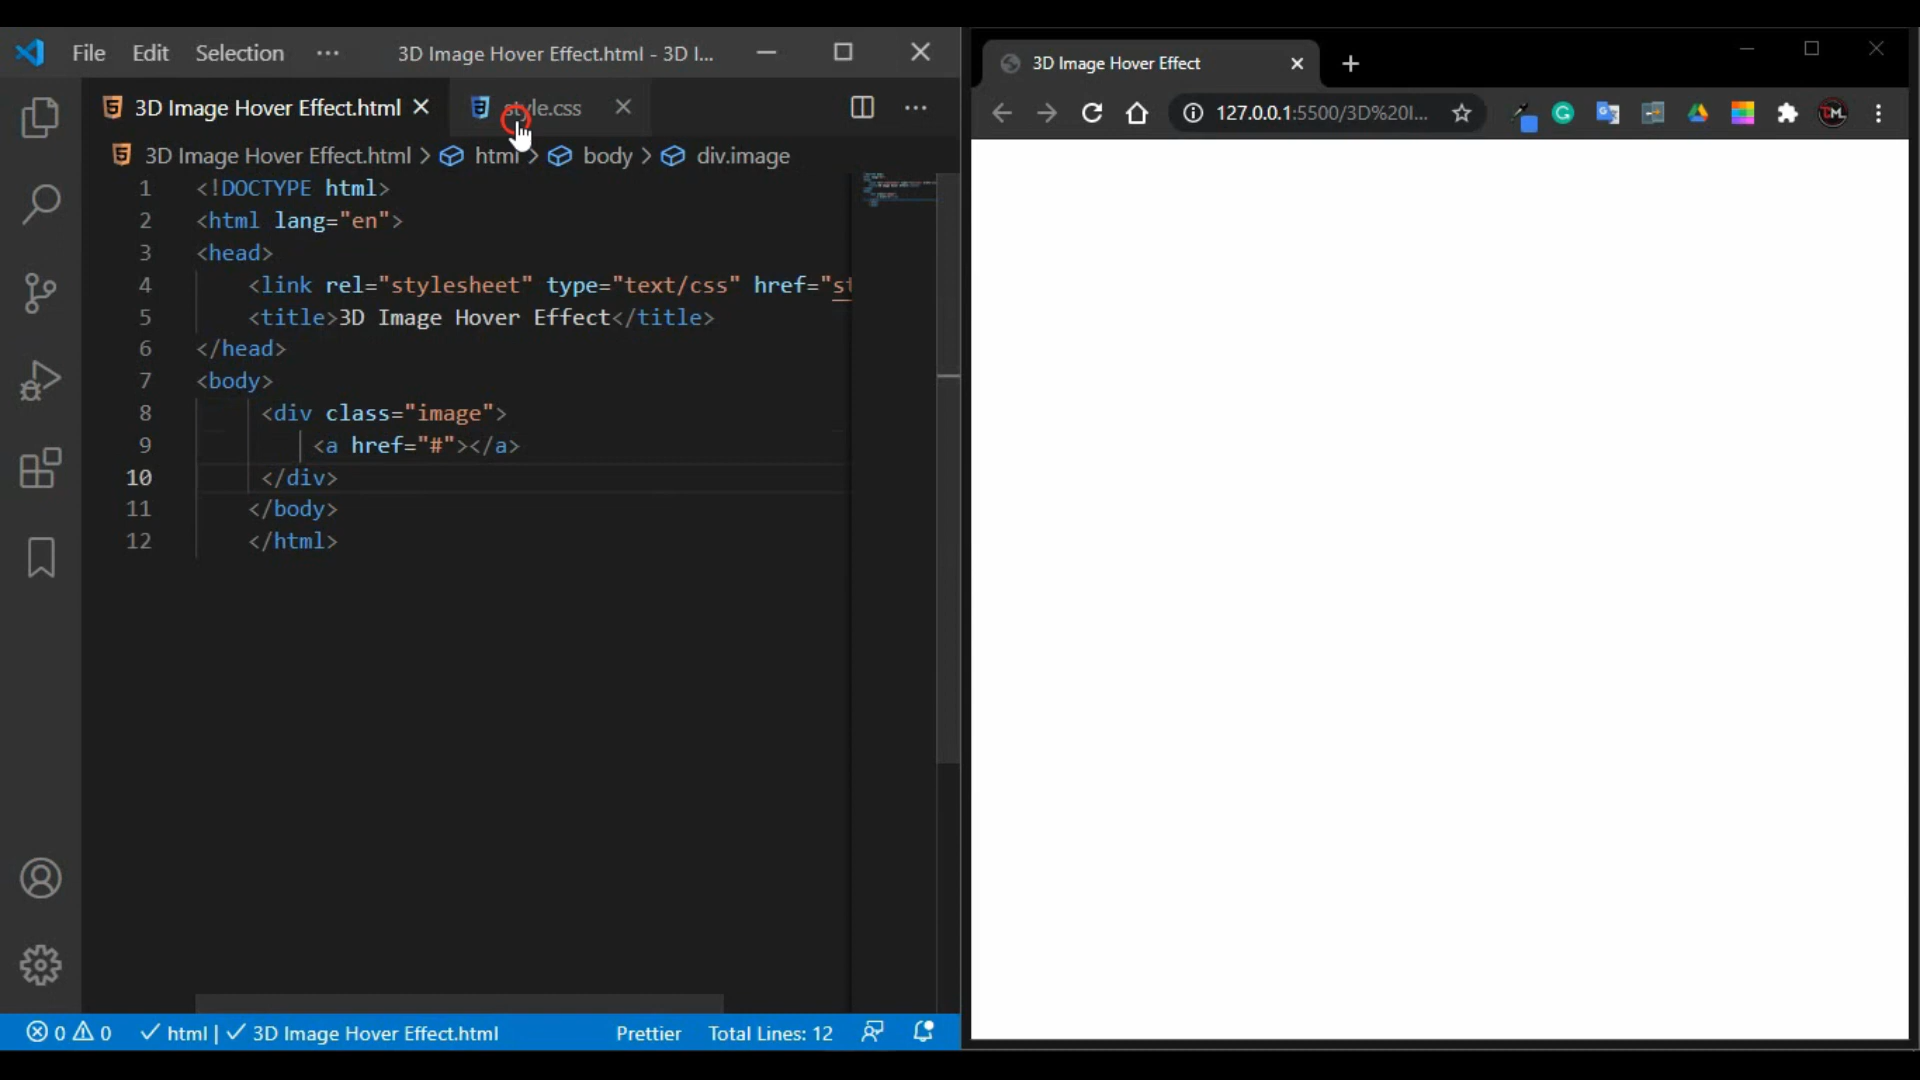 File Edit Selection ··· 3D Image Hover Effect.html - 3D I...
3D Image Hover Effect.html style.css ···
3D Image Hover Effect.html > html > body > div.image
1 <!DOCTYPE html>
2 <html lang="en">
3 <head>
4 <link rel="stylesheet" type="text/css" href="st
5 <title>3D Image Hover Effect</title>
6 </head>
7 <body>
8 <div class="image">
9 <a href="#"></a>
10 </div>
11 </body>
12 </html>
0 0 html | 3D Image Hover Effect.html Prettier Total Lines: 12
3D Image Hover Effect
127.0.0.1:5500/3D%20I...
TM